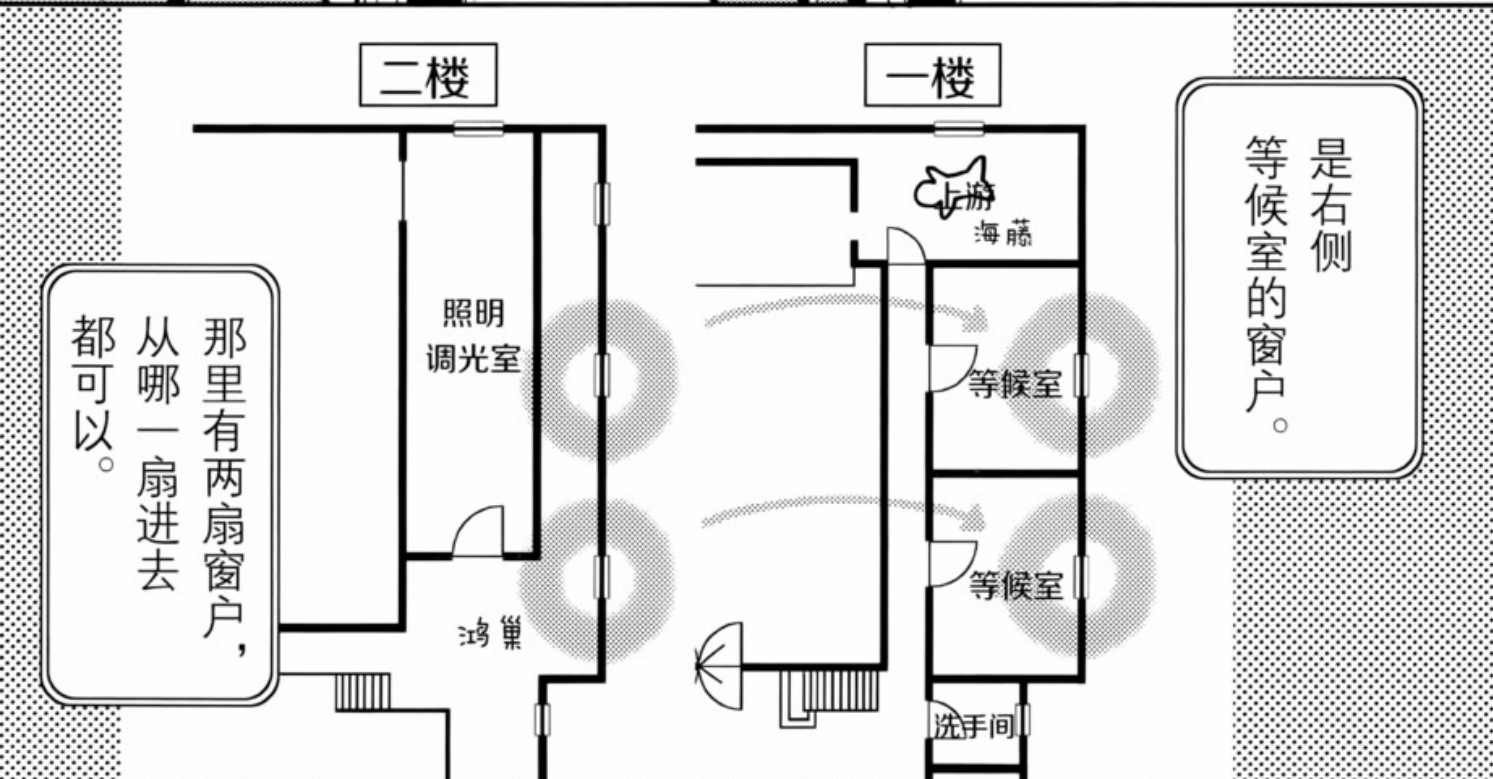 二楼
一楼
是右侧
等候室的窗户。
上游
海藤
照明
调光室
等候室
等候室
鸿巢
洗手间
那里有两扇窗户,
从哪一扇进去
都可以。